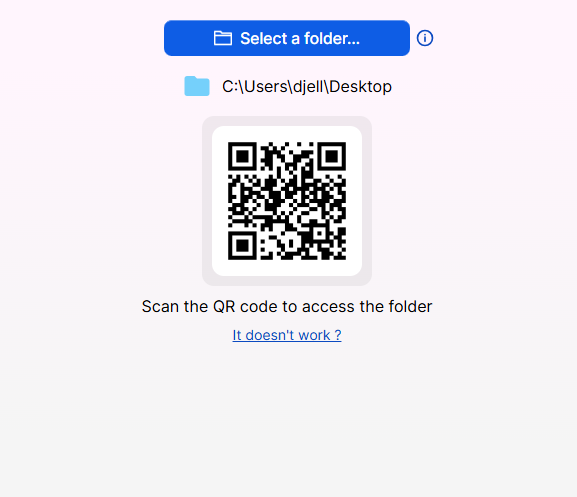 Select a folder...
C:\Users\djell\Desktop
Scan the QR code to access the folder
It doesn't work ?